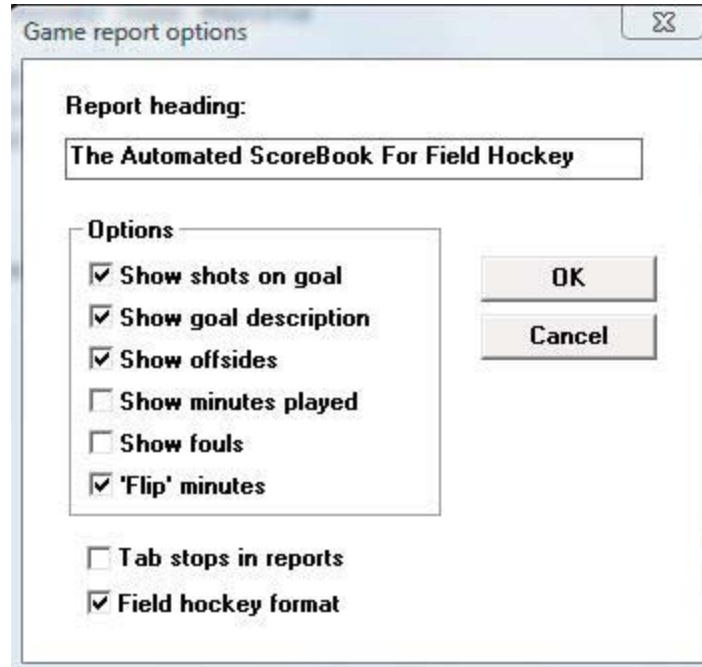 Game report options
Report heading:
The Automated ScoreBook For Field Hockey
Options
Show shots on goal
Show goal description
Show offsides
Show minutes played
Show fouls
'Flip' minutes
OK
Cancel
Tab stops in reports
Field hockey format